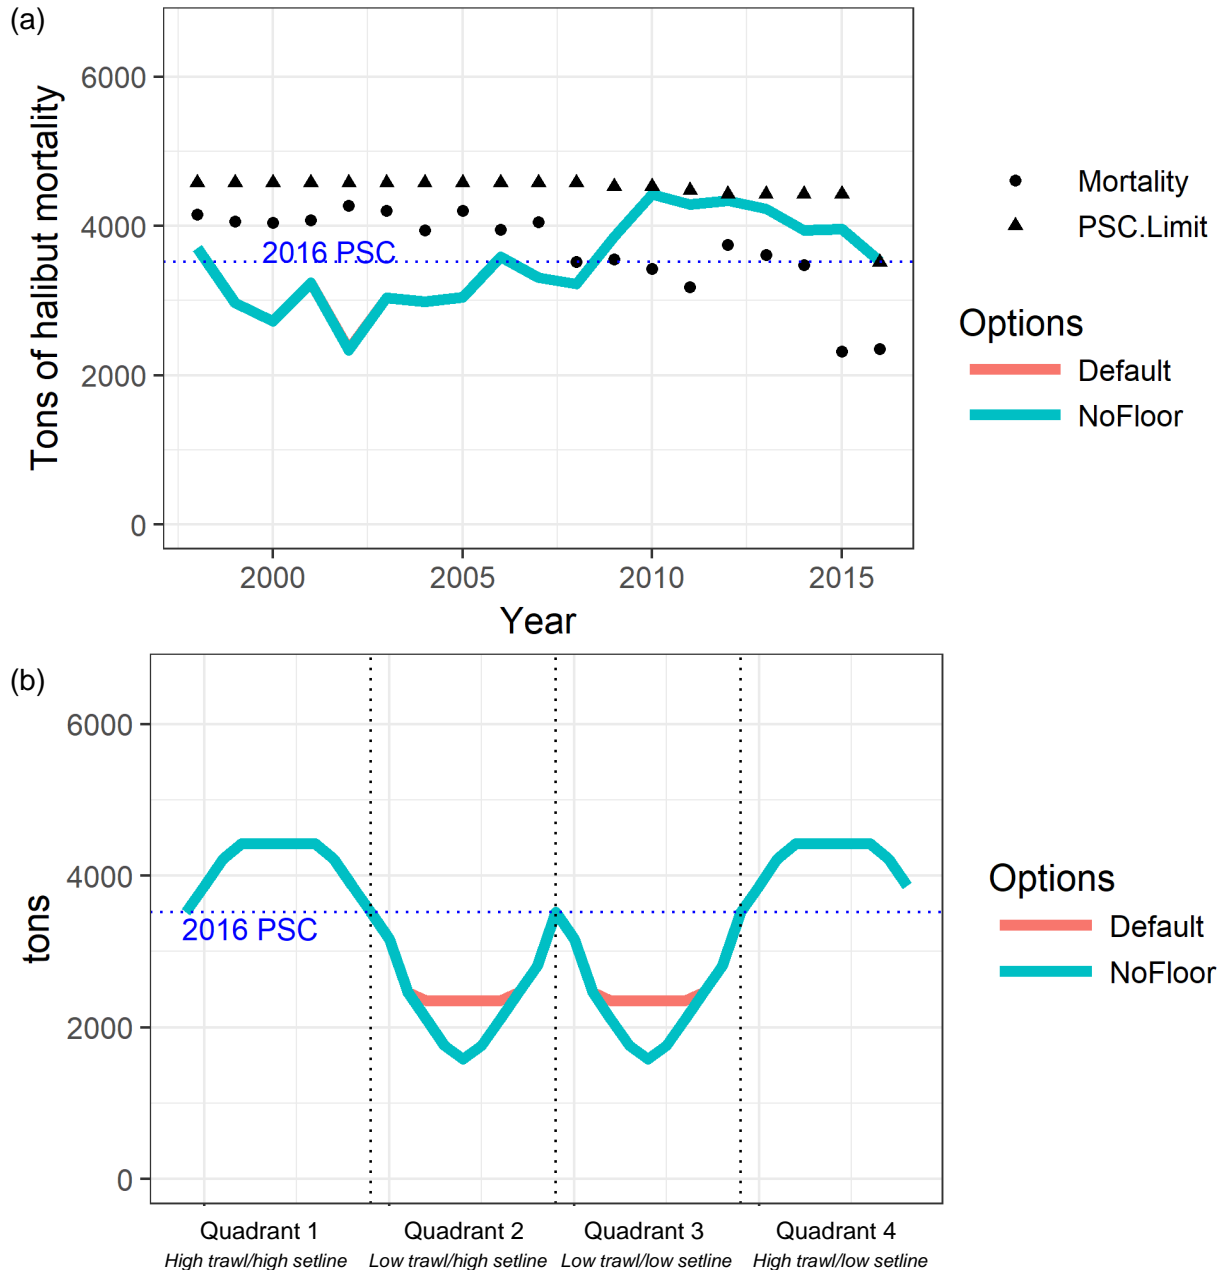 (a)
Tons of halibut mortality
6000
4000
2000
0
2016 PSC
2000 2005 2010 2015
Year
Mortality
PSC.Limit
Options
Default
NoFloor
(b)
tons
6000
4000
2000
0
2016 PSC
Quadrant 1 Quadrant 2 Quadrant 3 Quadrant 4
High trawl/high setline Low trawl/high setline Low trawl/low setline High trawl/low setline
Options
Default
NoFloor